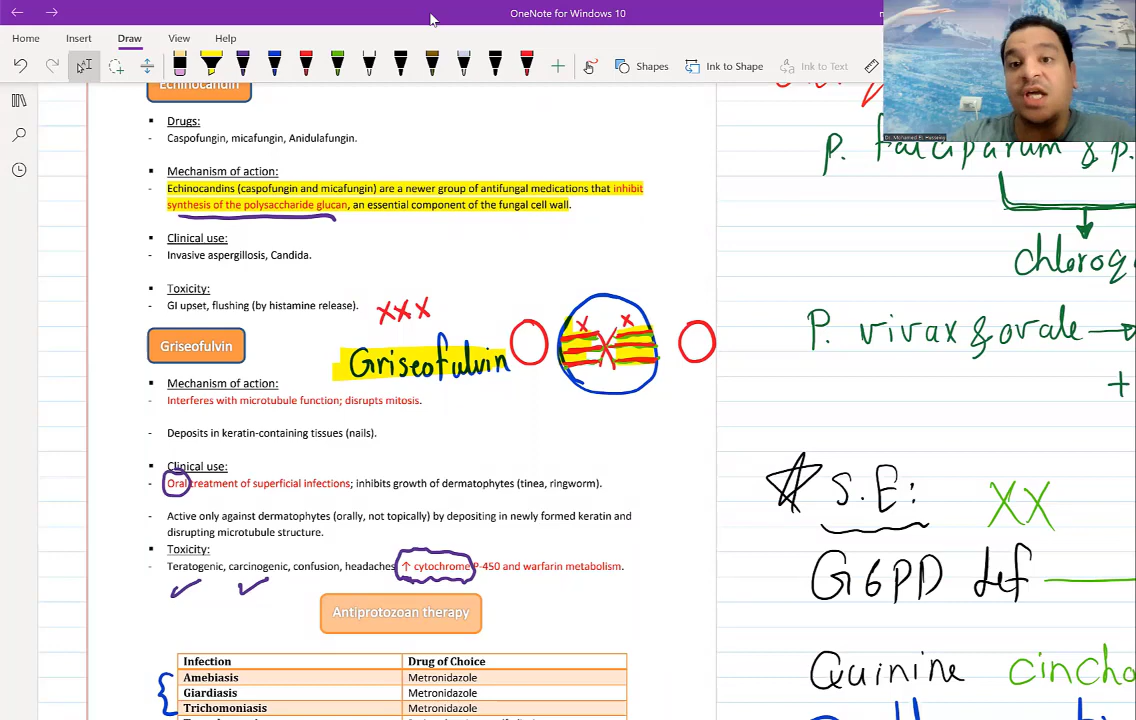 OneNote for Windows 10
Home Insert Draw View Help
Shapes Ink to Shape Ink to Text
Dr. Mohamed El Hasseiny
Echinocandin
Drugs:
- Caspofungin, micafungin, Anidulafungin.
Mechanism of action:
- Echinocandins (caspofungin and micafungin) are a newer group of antifungal medications that inhibit
synthesis of the polysaccharide glucan, an essential component of the fungal cell wall.
Clinical use:
- Invasive aspergillosis, Candida.
Toxicity:
- GI upset, flushing (by histamine release).
xxx
Griseofulvin
Griseofulvin
x x
Mechanism of action:
- Interferes with microtubule function; disrupts mitosis.
- Deposits in keratin-containing tissues (nails).
Clinical use:
- Oral treatment of superficial infections; inhibits growth of dermatophytes (tinea, ringworm).
- Active only against dermatophytes (orally, not topically) by depositing in newly formed keratin and
disrupting microtubule structure.
Toxicity:
- Teratogenic, carcinogenic, confusion, headaches ↑ cytochrome P-450 and warfarin metabolism.
Antiprotozoan therapy
Infection Drug of Choice
Amebiasis Metronidazole
Giardiasis Metronidazole
Trichomoniasis Metronidazole
P. falciparum & p.
chloroq
P. vivax & ovale →
+
S.E: XX
G6PD def
Quinine cincho